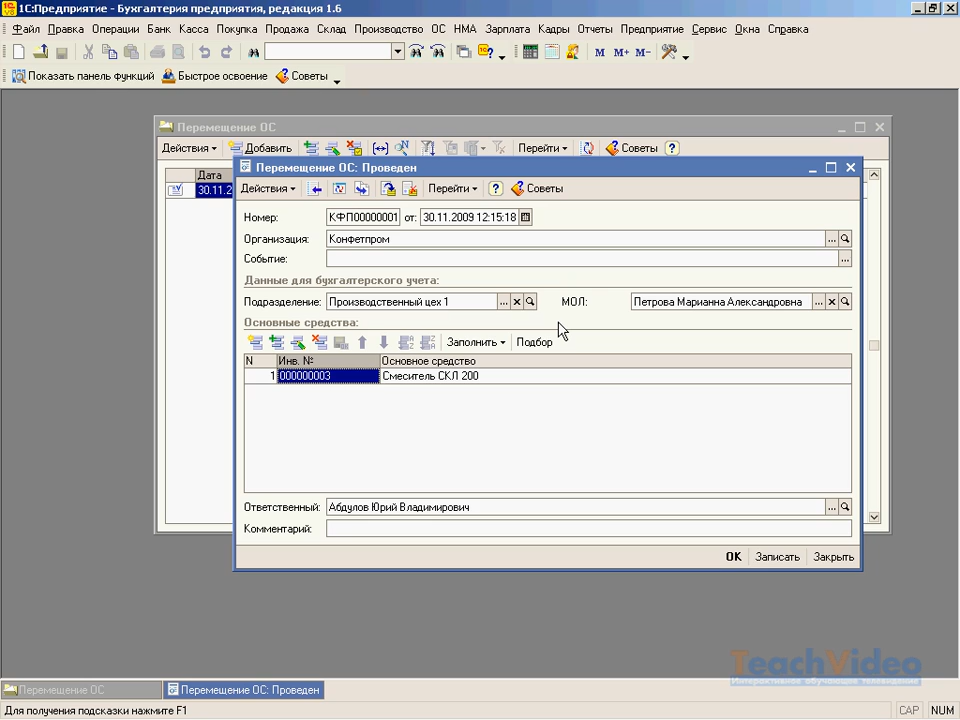 1С:Предприятие - Бухгалтерия предприятия, редакция 1.6
Файл Правка Операции Банк Касса Покупка Продажа Склад Производство ОС НМА Зарплата Кадры Отчеты Предприятие Сервис Окна Справка
M M+ M-
Показать панель функций Быстрое освоение Советы
Перемещение ОС
Действия Добавить Перейти Советы
Дата
30.11.2
Перемещение ОС: Проведен
Действия Перейти Советы
Номер: КФП00000001 от: 30.11.2009 12:15:18
Организация: Конфетпром
Событие:
Данные для бухгалтерского учета:
Подразделение: Производственный цех 1 МОЛ: Петрова Марианна Александровна
Основные средства:
Заполнить Подбор
N Инв. № Основное средство
1 000000003 Смеситель СКЛ 200
Ответственный: Абдулов Юрий Владимирович
Комментарий:
OK Записать Закрыть
TeachVideo
Интерактивное обучающее телевидение
Перемещение ОС Перемещение ОС: Проведен
Для получения подсказки нажмите F1 CAP NUM